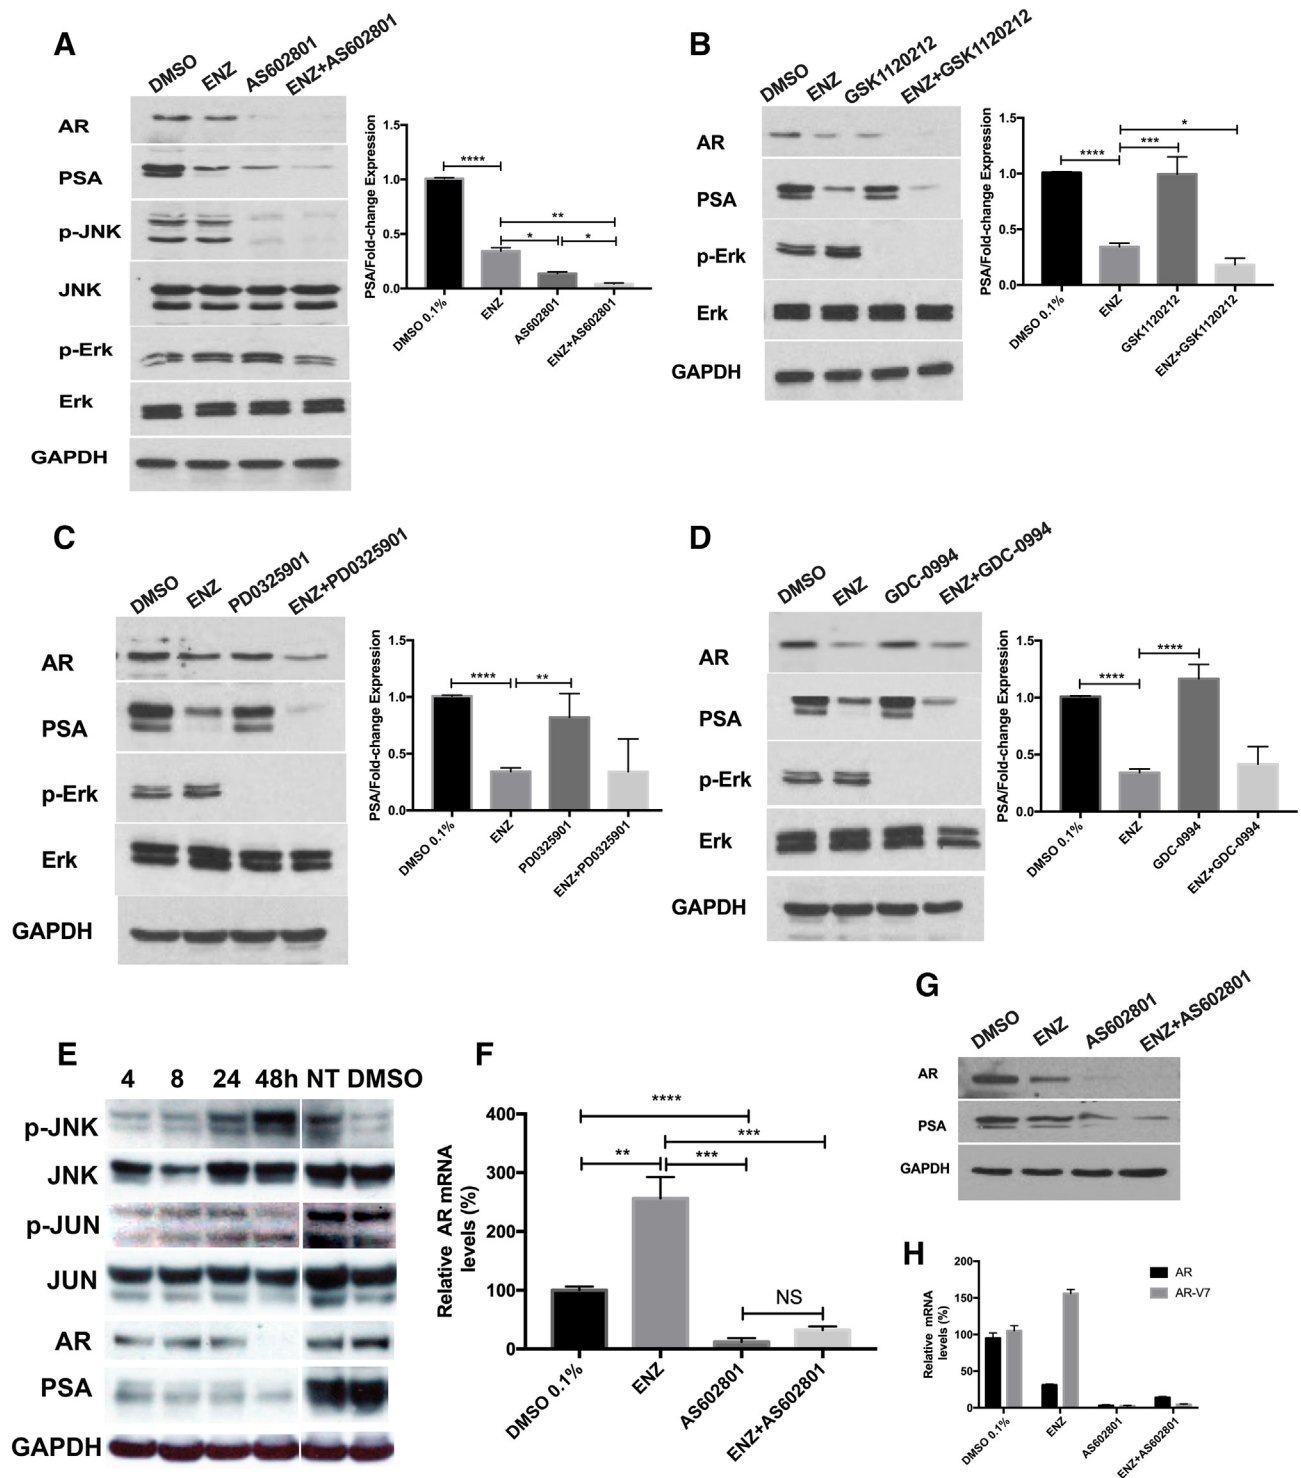 A
DMSO
ENZ
AS602801
ENZ+AS602801
AR
PSA
p-JNK
JNK
p-Erk
Erk
GAPDH
PSA/Fold-change Expression
1.5
1.0
0.5
0.0
****
**
*
*
DMSO 0.1%
ENZ
AS602801
ENZ+AS602801
B
DMSO
ENZ
GSK1120212
ENZ+GSK1120212
AR
PSA
p-Erk
Erk
GAPDH
PSA/Fold-change Expression
1.5
1.0
0.5
0.0
*
***
****
DMSO 0.1%
ENZ
GSK1120212
ENZ+GSK1120212
C
DMSO
ENZ
PD0325901
ENZ+PD0325901
AR
PSA
p-Erk
Erk
GAPDH
PSA/Fold-change Expression
1.5
1.0
0.5
0.0
****
**
DMSO 0.1%
ENZ
PD0325901
ENZ+PD0325901
D
DMSO
ENZ
GDC-0994
ENZ+GDC-0994
AR
PSA
p-Erk
Erk
GAPDH
PSA/Fold-change Expression
1.5
1.0
0.5
0.0
****
****
DMSO 0.1%
ENZ
GDC-0994
ENZ+GDC-0994
E
4 8 24 48h NT DMSO
p-JNK
JNK
p-JUN
JUN
AR
PSA
GAPDH
F
Relative AR mRNA
levels (%)
400
300
200
100
0
****
***
**
***
NS
DMSO 0.1%
ENZ
AS602801
ENZ+AS602801
G
DMSO
ENZ
AS602801
ENZ+AS602801
AR
PSA
GAPDH
H
Relative mRNA
levels (%)
200
150
100
50
0
AR
AR-V7
DMSO 0.1%
ENZ
AS602801
ENZ+AS602801